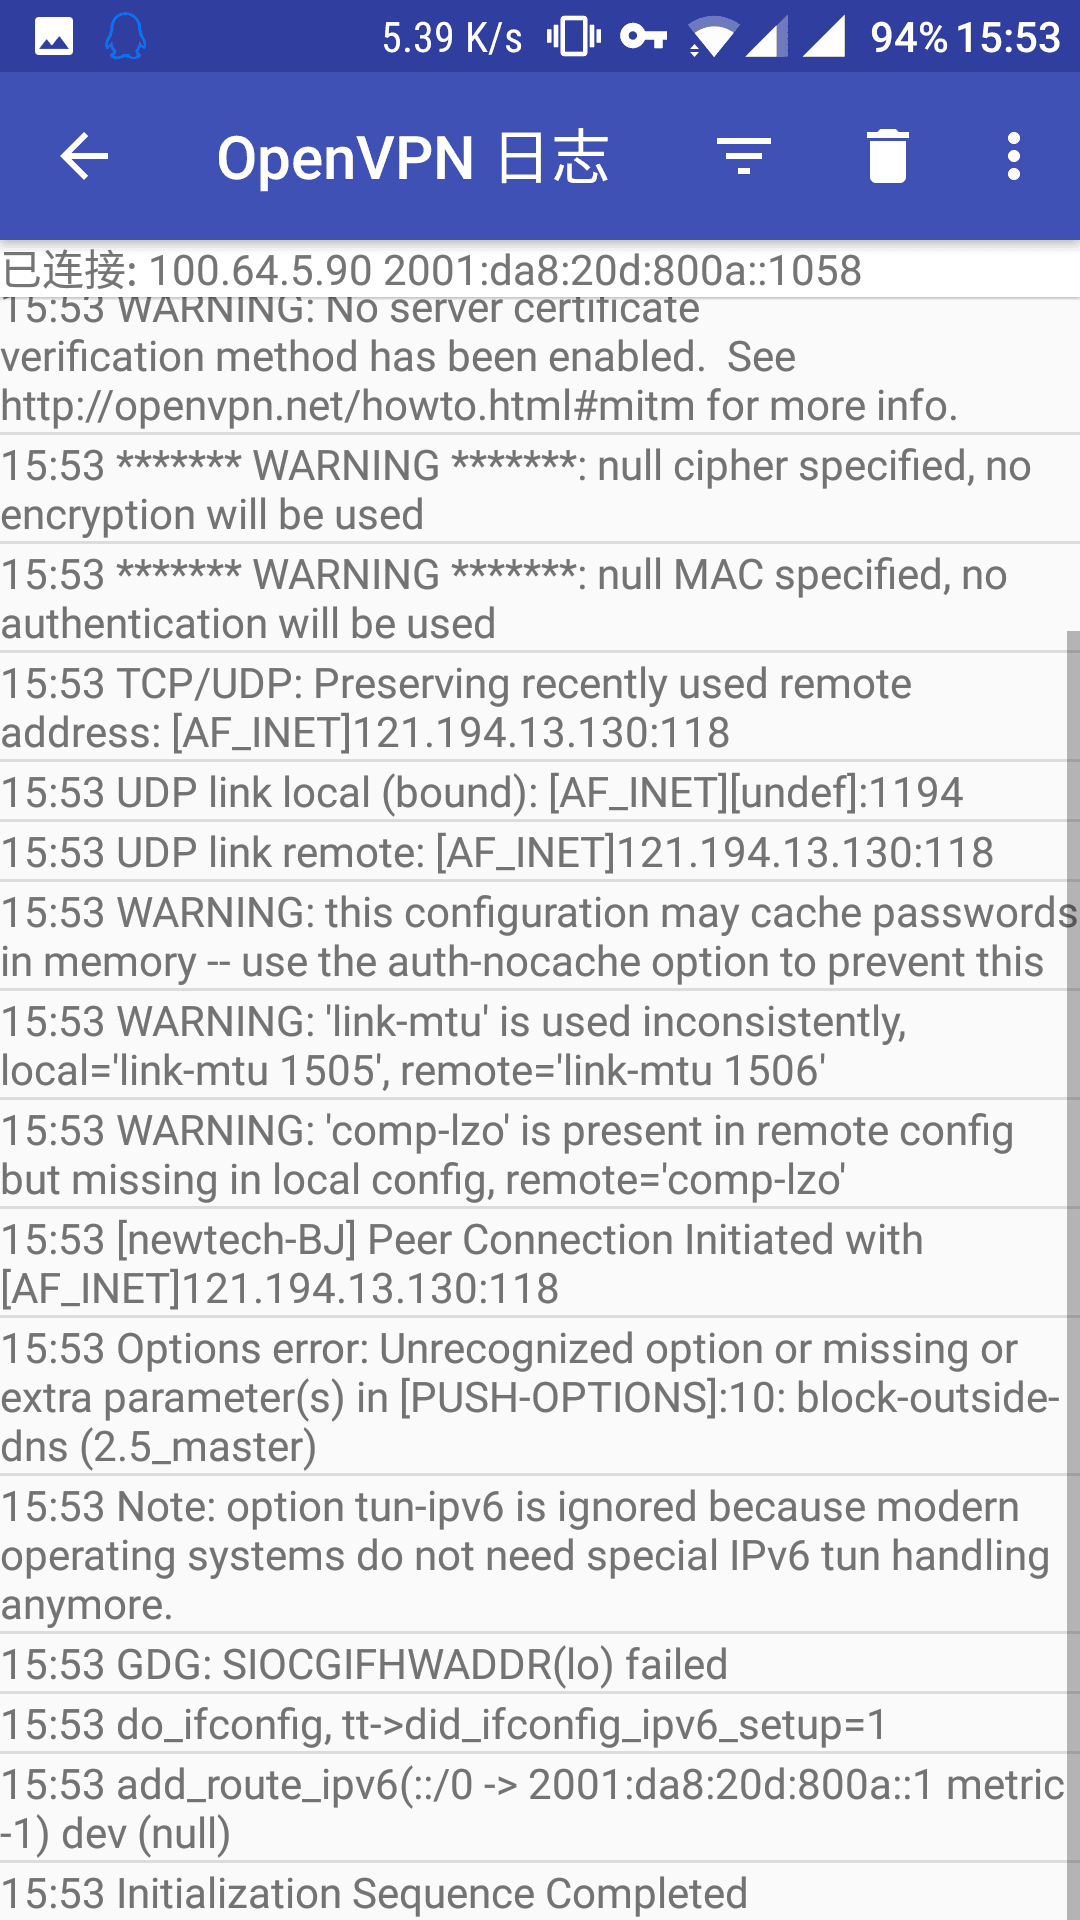 5.39 K/s 94% 15:53
OpenVPN 日志
已连接: 100.64.5.90 2001:da8:20d:800a::1058
15:53 WARNING: No server certificate
verification method has been enabled.  See
http://openvpn.net/howto.html#mitm for more info.
15:53 ******* WARNING *******: null cipher specified, no
encryption will be used
15:53 ******* WARNING *******: null MAC specified, no
authentication will be used
15:53 TCP/UDP: Preserving recently used remote
address: [AF_INET]121.194.13.130:118
15:53 UDP link local (bound): [AF_INET][undef]:1194
15:53 UDP link remote: [AF_INET]121.194.13.130:118
15:53 WARNING: this configuration may cache passwords
in memory -- use the auth-nocache option to prevent this
15:53 WARNING: 'link-mtu' is used inconsistently,
local='link-mtu 1505', remote='link-mtu 1506'
15:53 WARNING: 'comp-lzo' is present in remote config
but missing in local config, remote='comp-lzo'
15:53 [newtech-BJ] Peer Connection Initiated with
[AF_INET]121.194.13.130:118
15:53 Options error: Unrecognized option or missing or
extra parameter(s) in [PUSH-OPTIONS]:10: block-outside-
dns (2.5_master)
15:53 Note: option tun-ipv6 is ignored because modern
operating systems do not need special IPv6 tun handling
anymore.
15:53 GDG: SIOCGIFHWADDR(lo) failed
15:53 do_ifconfig, tt->did_ifconfig_ipv6_setup=1
15:53 add_route_ipv6(::/0 -> 2001:da8:20d:800a::1 metric
-1) dev (null)
15:53 Initialization Sequence Completed